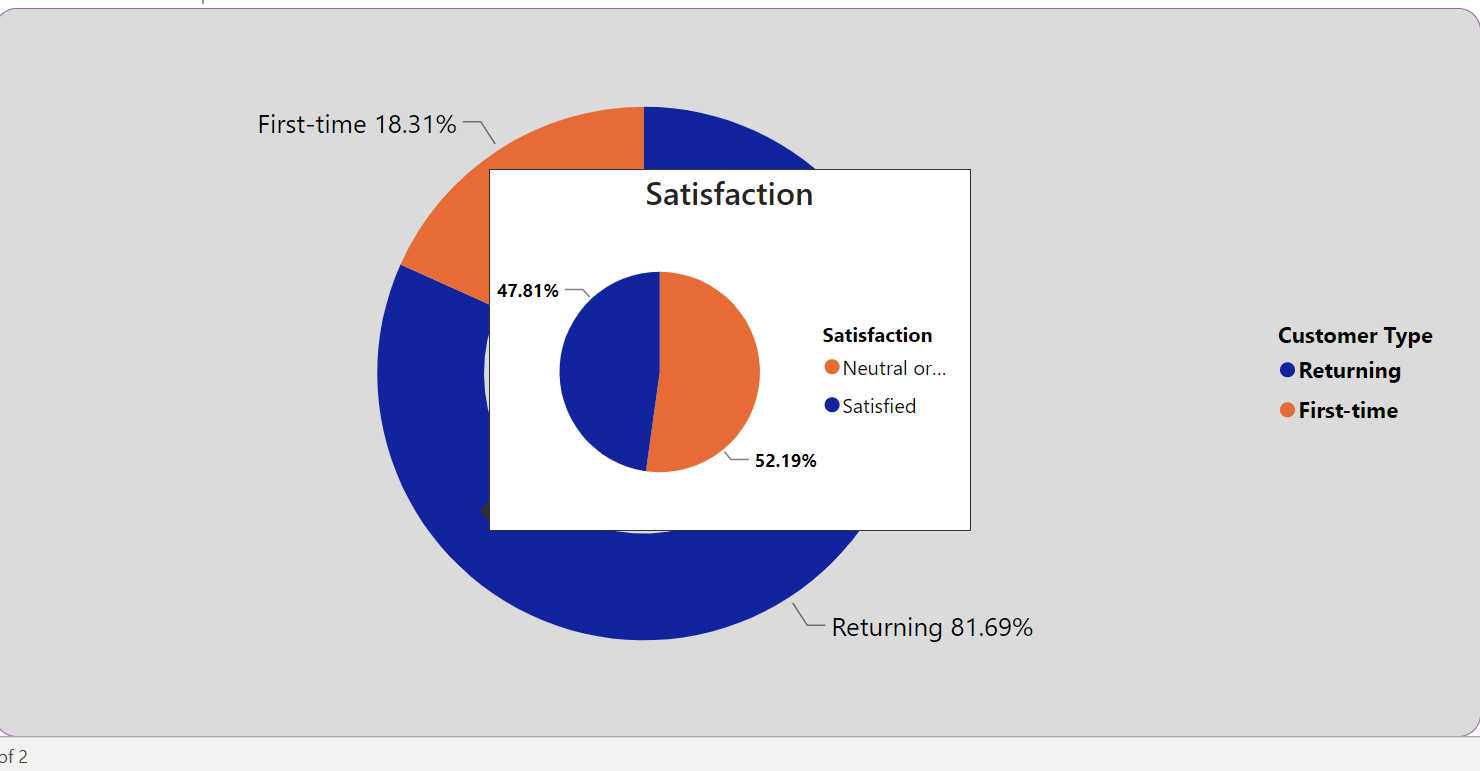 First-time 18.31%
Satisfaction
47.81%
Satisfaction
Neutral or...
Satisfied
52.19%
Customer Type
Returning
First-time
Returning 81.69%
of 2